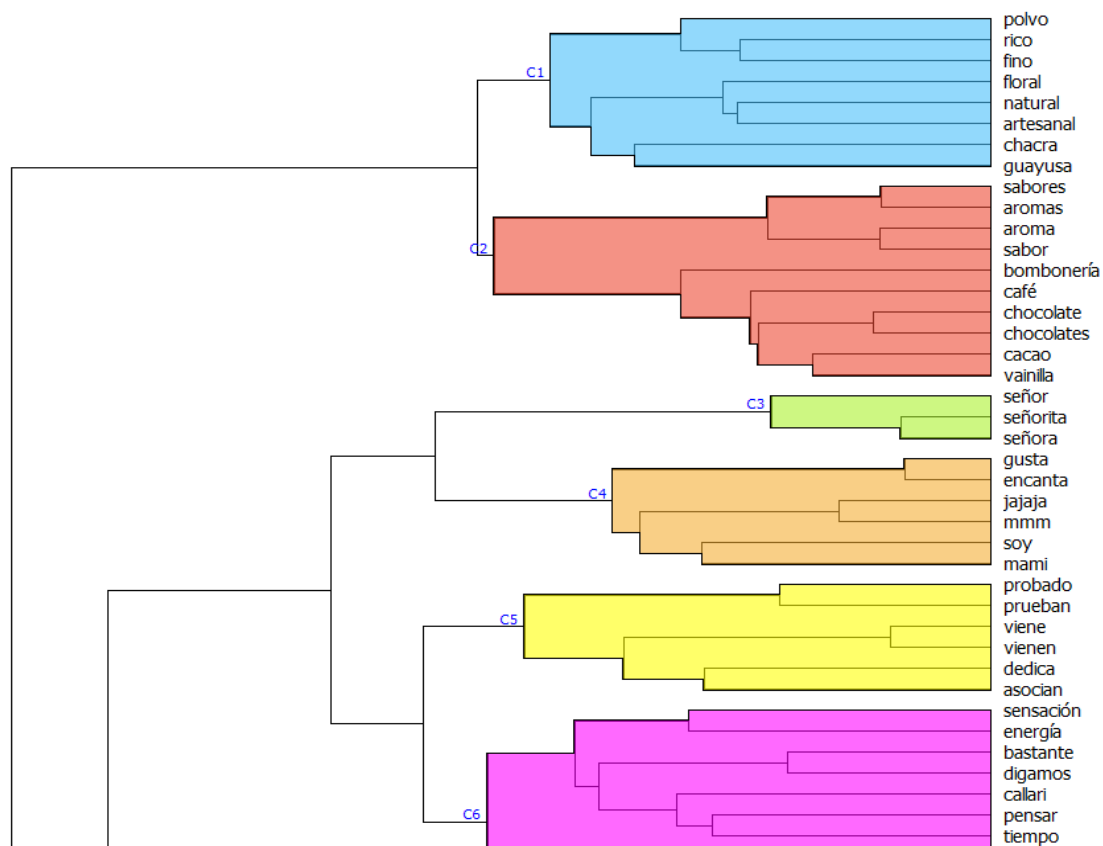 polvo
rico
fino
C1
floral
natural
artesanal
chacra
guayusa
sabores
aromas
aroma
C2
sabor
bombonería
café
chocolate
chocolates
cacao
vainilla
señor
C3
señorita
señora
gusta
encanta
C4
jajaja
mmm
soy
mami
probado
prueban
C5
viene
vienen
dedica
asocian
sensación
energía
bastante
digamos
callari
C6
pensar
tiempo